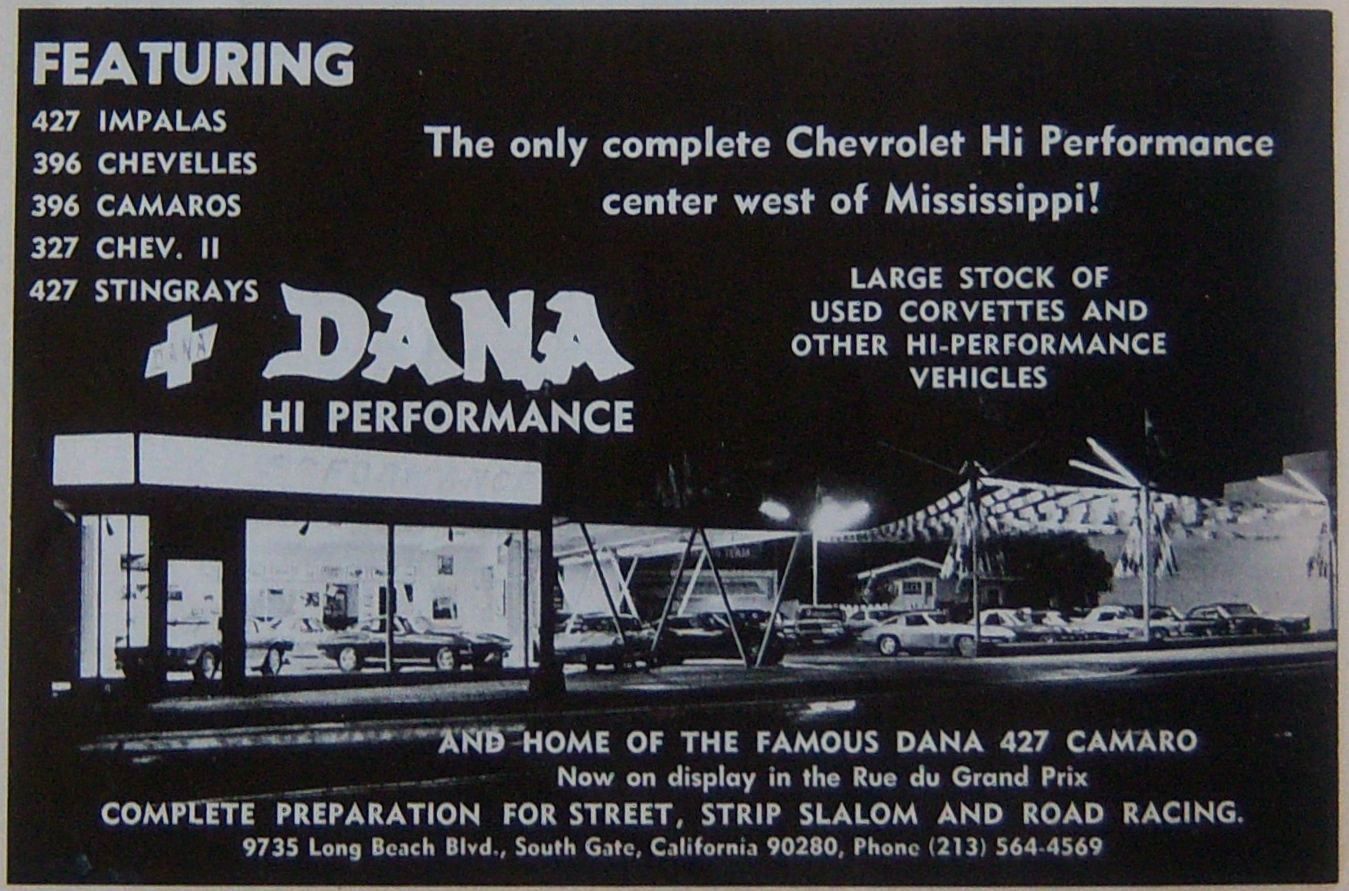 FEATURING
427 IMPALAS
396 CHEVELLES
396 CAMAROS
327 CHEV. II
427 STINGRAYS
The only complete Chevrolet Hi Performance
center west of Mississippi!
LARGE STOCK OF
USED CORVETTES AND
OTHER HI-PERFORMANCE
VEHICLES
DANA
DANA
HI PERFORMANCE
TEAM
AND HOME OF THE FAMOUS DANA 427 CAMARO
Now on display in the Rue du Grand Prix
COMPLETE PREPARATION FOR STREET, STRIP SLALOM AND ROAD RACING.
9735 Long Beach Blvd., South Gate, California 90280, Phone (213) 564-4569